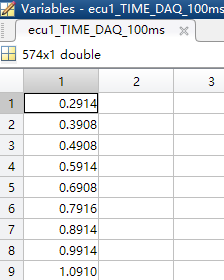 Variables - ecu1_TIME_DAQ_100ms
ecu1_TIME_DAQ_100ms
574x1 double
1 2 3
1 0.2914
2 0.3908
3 0.4908
4 0.5914
5 0.6908
6 0.7916
7 0.8914
8 0.9914
9 1.0910